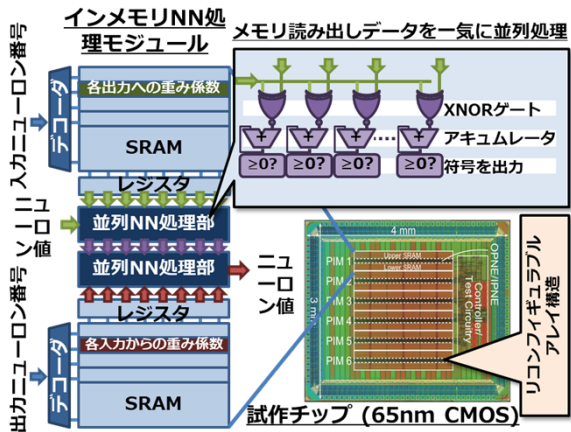 インメモリNN処
理モジュール
メモリ読み出しデータを一気に並列処理
入力ニューロン番号
デコーダ
各出力への重み係数
SRAM
レジスタ
ニュ
ーロ
ン値
並列NN処理部
並列NN処理部
ニュ
ーロ
ン値
レジスタ
出力ニューロン番号
デコーダ
各入力からの重み係数
SRAM
XNORゲート
アキュムレータ
符号を出力
≥0?
≥0?
≥0?
≥0?
4 mm
3 mm
PIM 1
Upper SRAM
Lower SRAM
PIM 2
PIM 3
PIM 4
PIM 5
PIM 6
OPNE/IPNE
Controller/
Test Circuitry
リコンフィギュラブル
アレイ構造
試作チップ (65nm CMOS)